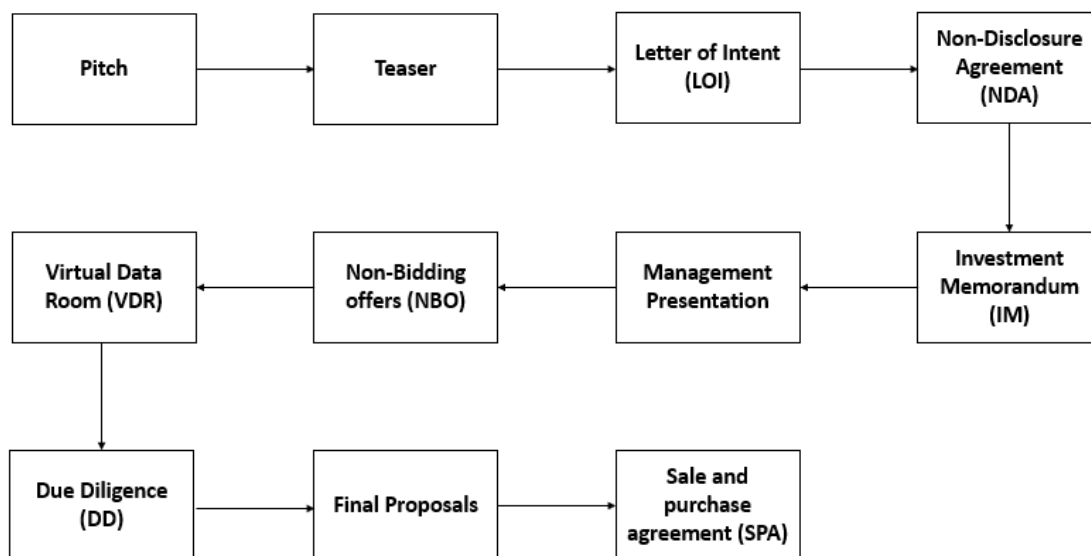 Pitch
Teaser
Letter of Intent
(LOI)
Non-Disclosure
Agreement
(NDA)
Investment
Memorandum
(IM)
Management
Presentation
Non-Bidding
offers (NBO)
Virtual Data
Room (VDR)
Due Diligence
(DD)
Final Proposals
Sale and
purchase
agreement (SPA)